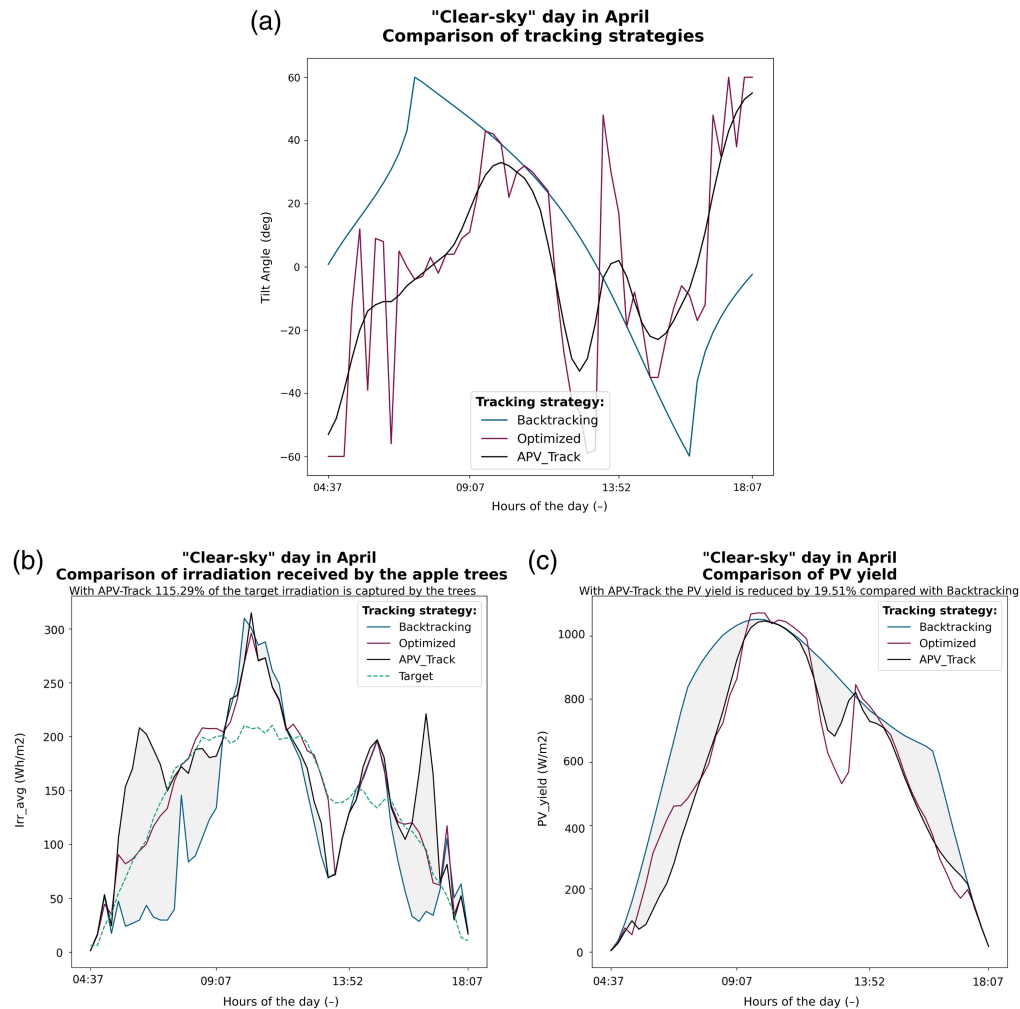 (a)
"Clear-sky" day in April
Comparison of tracking strategies
60
40
20
0
−20
−40
−60
Tilt Angle (deg)
Tracking strategy:
Backtracking
Optimized
APV_Track
04:37 09:07 13:52 18:07
Hours of the day (–)
(b)
"Clear-sky" day in April
Comparison of irradiation received by the apple trees
With APV-Track 115.29% of the target irradiation is captured by the trees
300
250
200
150
100
50
0
Irr_avg (Wh/m2)
Tracking strategy:
Backtracking
Optimized
APV_Track
Target
04:37 09:07 13:52 18:07
Hours of the day (–)
(c)
"Clear-sky" day in April
Comparison of PV yield
With APV-Track the PV yield is reduced by 19.51% compared with Backtracking
1000
800
600
400
200
0
PV_yield (W/m2)
Tracking strategy:
Backtracking
Optimized
APV_Track
04:37 09:07 13:52 18:07
Hours of the day (–)